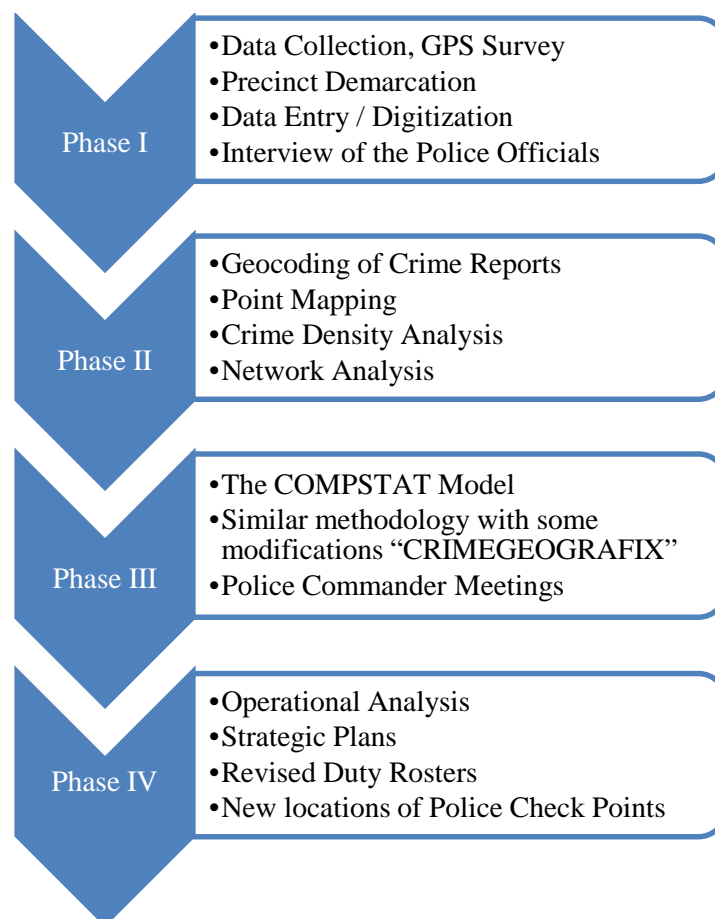 Phase I
•Data Collection, GPS Survey
•Precinct Demarcation
•Data Entry / Digitization
•Interview of the Police Officials
Phase II
•Geocoding of Crime Reports
•Point Mapping
•Crime Density Analysis
•Network Analysis
Phase III
•The COMPSTAT Model
•Similar methodology with some
modifications “CRIMEGEOGRAFIX”
•Police Commander Meetings
Phase IV
•Operational Analysis
•Strategic Plans
•Revised Duty Rosters
•New locations of Police Check Points